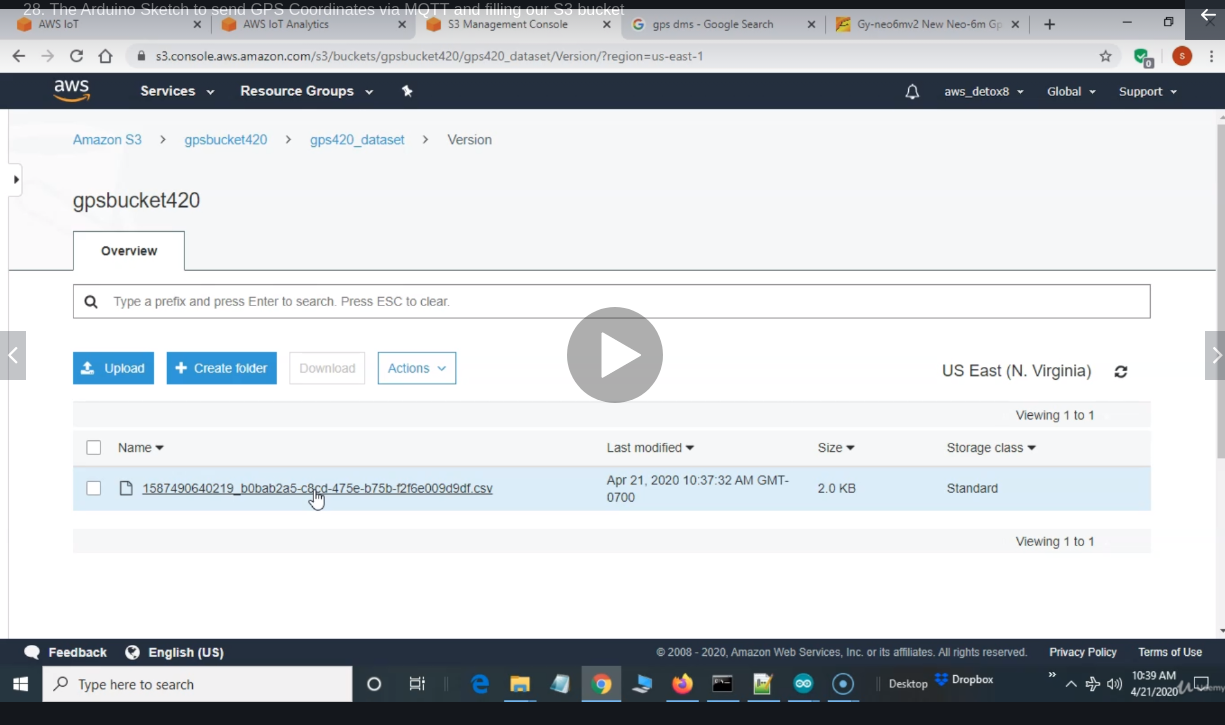 28. The Arduino Sketch to send GPS Coordinates via MQTT and filling our S3 bucket
AWS IoT
AWS IoT Analytics
S3 Management Console
gps dms - Google Search
Gy-neo6mv2 New Neo-6m Gp
s3.console.aws.amazon.com/s3/buckets/gpsbucket420/gps420_dataset/Version/?region=us-east-1
0
S
aws
Services
Resource Groups
aws_detox8
Global
Support
Amazon S3 > gpsbucket420 > gps420_dataset > Version
gpsbucket420
Overview
Type a prefix and press Enter to search. Press ESC to clear.
Upload
Create folder
Download
Actions
US East (N. Virginia)
Viewing 1 to 1
Name
Last modified
Size
Storage class
1587490640219_b0bab2a5-c8cd-475e-b75b-f2f6e009d9df.csv
Apr 21, 2020 10:37:32 AM GMT-
0700
2.0 KB
Standard
Viewing 1 to 1
Feedback
English (US)
© 2008 - 2020, Amazon Web Services, Inc. or its affiliates. All rights reserved.
Privacy Policy
Terms of Use
Type here to search
Desktop
Dropbox
10:39 AM
4/21/2020
Udemy